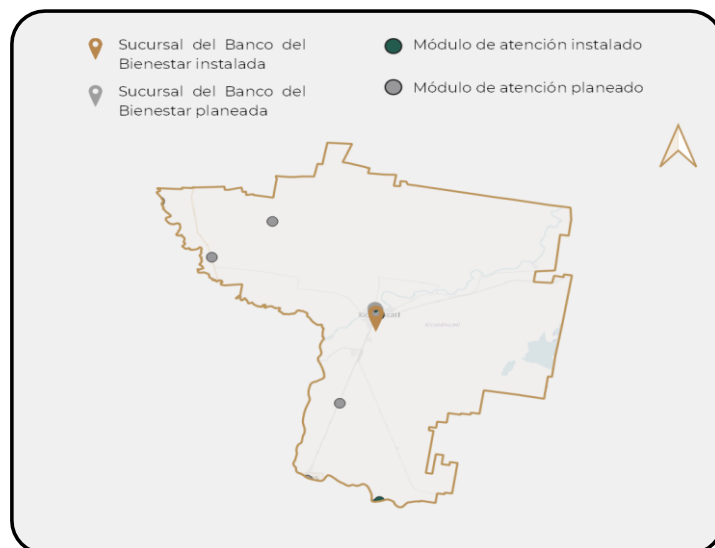 Sucursal del Banco del
Bienestar instalada
Sucursal del Banco del
Bienestar planeada
Módulo de atención instalado
Módulo de atención planeado